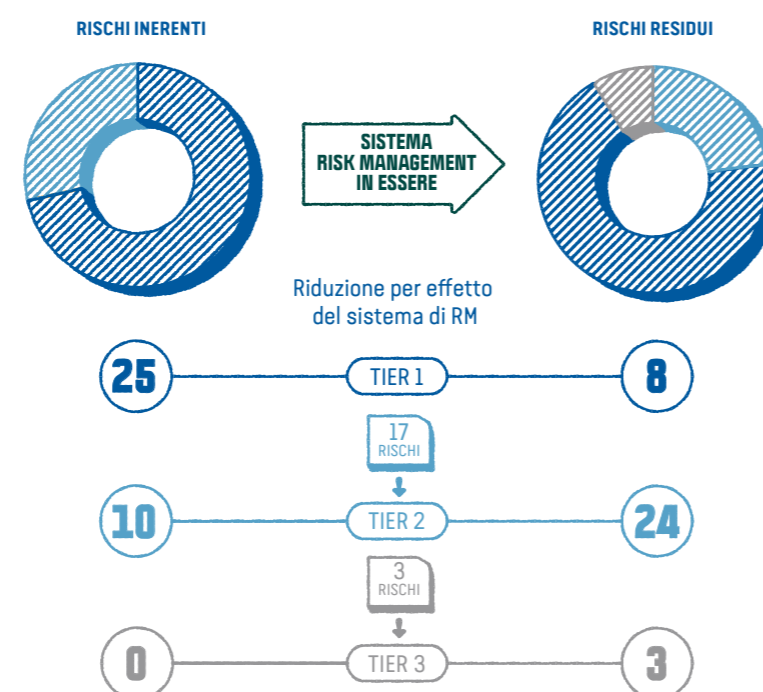 RISCHI INERENTI
RISCHI RESIDUI
SISTEMA
RISK MANAGEMENT
IN ESSERE
Riduzione per effetto
del sistema di RM
25
TIER 1
8
17
RISCHI
10
TIER 2
24
3
RISCHI
0
TIER 3
3